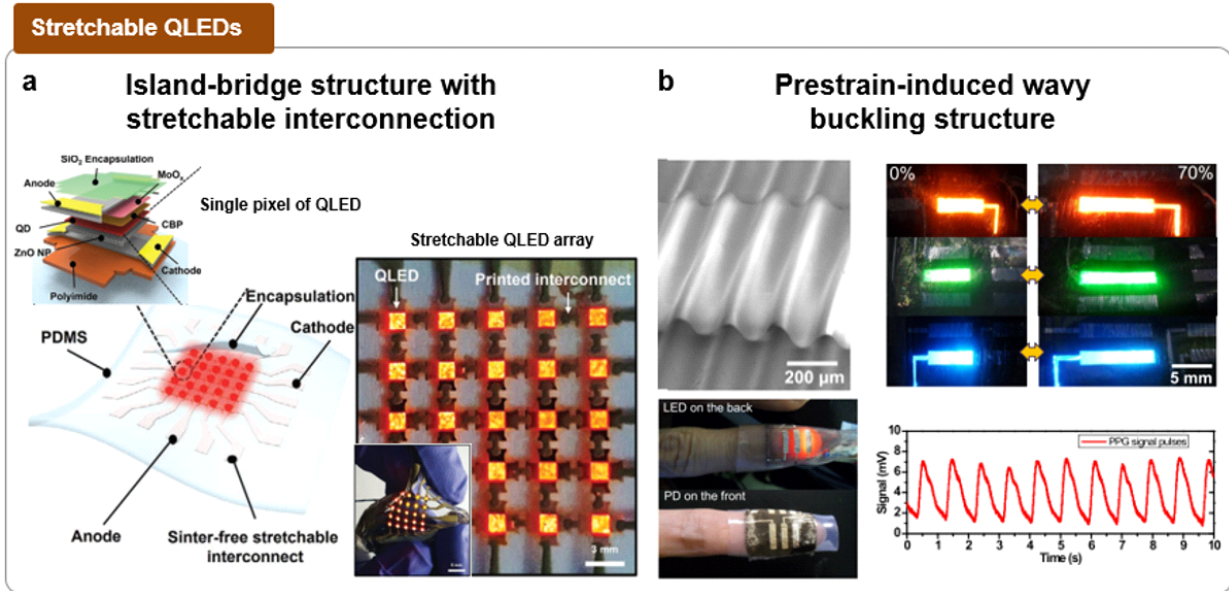 Stretchable QLEDs
a
Island-bridge structure with
stretchable interconnection
SiO₂ Encapsulation
MoOₓ
Anode
Single pixel of QLED
QD
CBP
ZnO NP
Cathode
Polyimide
Encapsulation
Cathode
PDMS
Anode
Sinter-free stretchable
interconnect
Stretchable QLED array
QLED
Printed interconnect
3 mm
b
Prestrain-induced wavy
buckling structure
200 μm
0%
70%
5 mm
LED on the back
PD on the front
PPG signal pulses
Signal (mV)
10
8
6
4
2
0
0 1 2 3 4 5 6 7 8 9 10
Time (s)